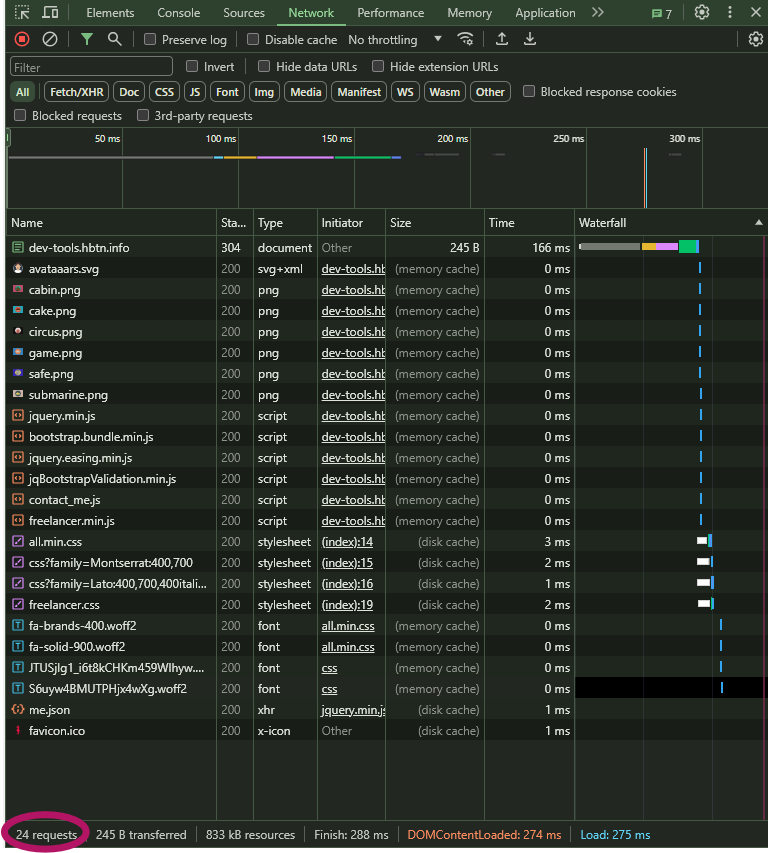 Elements Console Sources Network Performance Memory Application 7
Preserve log Disable cache No throttling
Filter Invert Hide data URLs Hide extension URLs
All Fetch/XHR Doc CSS JS Font Img Media Manifest WS Wasm Other Blocked response cookies
Blocked requests 3rd-party requests
50 ms 100 ms 150 ms 200 ms 250 ms 300 ms
Name Sta... Type Initiator Size Time Waterfall
dev-tools.hbtn.info 304 document Other 245 B 166 ms
avataaars.svg 200 svg+xml dev-tools.hb (memory cache) 0 ms
cabin.png 200 png dev-tools.hb (memory cache) 0 ms
cake.png 200 png dev-tools.hb (memory cache) 0 ms
circus.png 200 png dev-tools.hb (memory cache) 0 ms
game.png 200 png dev-tools.hb (memory cache) 0 ms
safe.png 200 png dev-tools.hb (memory cache) 0 ms
submarine.png 200 png dev-tools.hb (memory cache) 0 ms
jquery.min.js 200 script dev-tools.hb (memory cache) 0 ms
bootstrap.bundle.min.js 200 script dev-tools.hb (memory cache) 0 ms
jquery.easing.min.js 200 script dev-tools.hb (memory cache) 0 ms
jqBootstrapValidation.min.js 200 script dev-tools.hb (memory cache) 0 ms
contact_me.js 200 script dev-tools.hb (memory cache) 0 ms
freelancer.min.js 200 script dev-tools.hb (memory cache) 0 ms
all.min.css 200 stylesheet (index):14 (disk cache) 3 ms
css?family=Montserrat:400,700 200 stylesheet (index):15 (disk cache) 2 ms
css?family=Lato:400,700,400itali... 200 stylesheet (index):16 (disk cache) 1 ms
freelancer.css 200 stylesheet (index):19 (disk cache) 2 ms
fa-brands-400.woff2 200 font all.min.css (memory cache) 0 ms
fa-solid-900.woff2 200 font all.min.css (memory cache) 0 ms
JTUSjIg1_i6t8kCHKm459WIhyw.... 200 font css (memory cache) 0 ms
S6uyw4BMUTPHjx4wXg.woff2 200 font css (memory cache) 0 ms
me.json 200 xhr jquery.min.js (disk cache) 1 ms
favicon.ico 200 x-icon Other (disk cache) 1 ms
24 requests 245 B transferred 833 kB resources Finish: 288 ms DOMContentLoaded: 274 ms Load: 275 ms